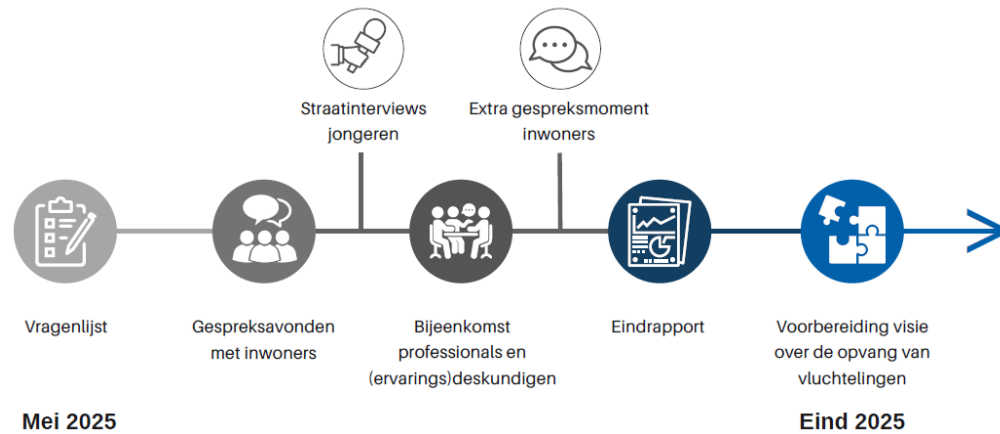 Straatinterviews
jongeren
Extra gespreksmoment
inwoners
Vragenlijst
Gespreksavonden
met inwoners
Bijeenkomst
professionals en
(ervarings)deskundigen
Eindrapport
Voorbereiding visie
over de opvang van
vluchtelingen
Mei 2025
Eind 2025